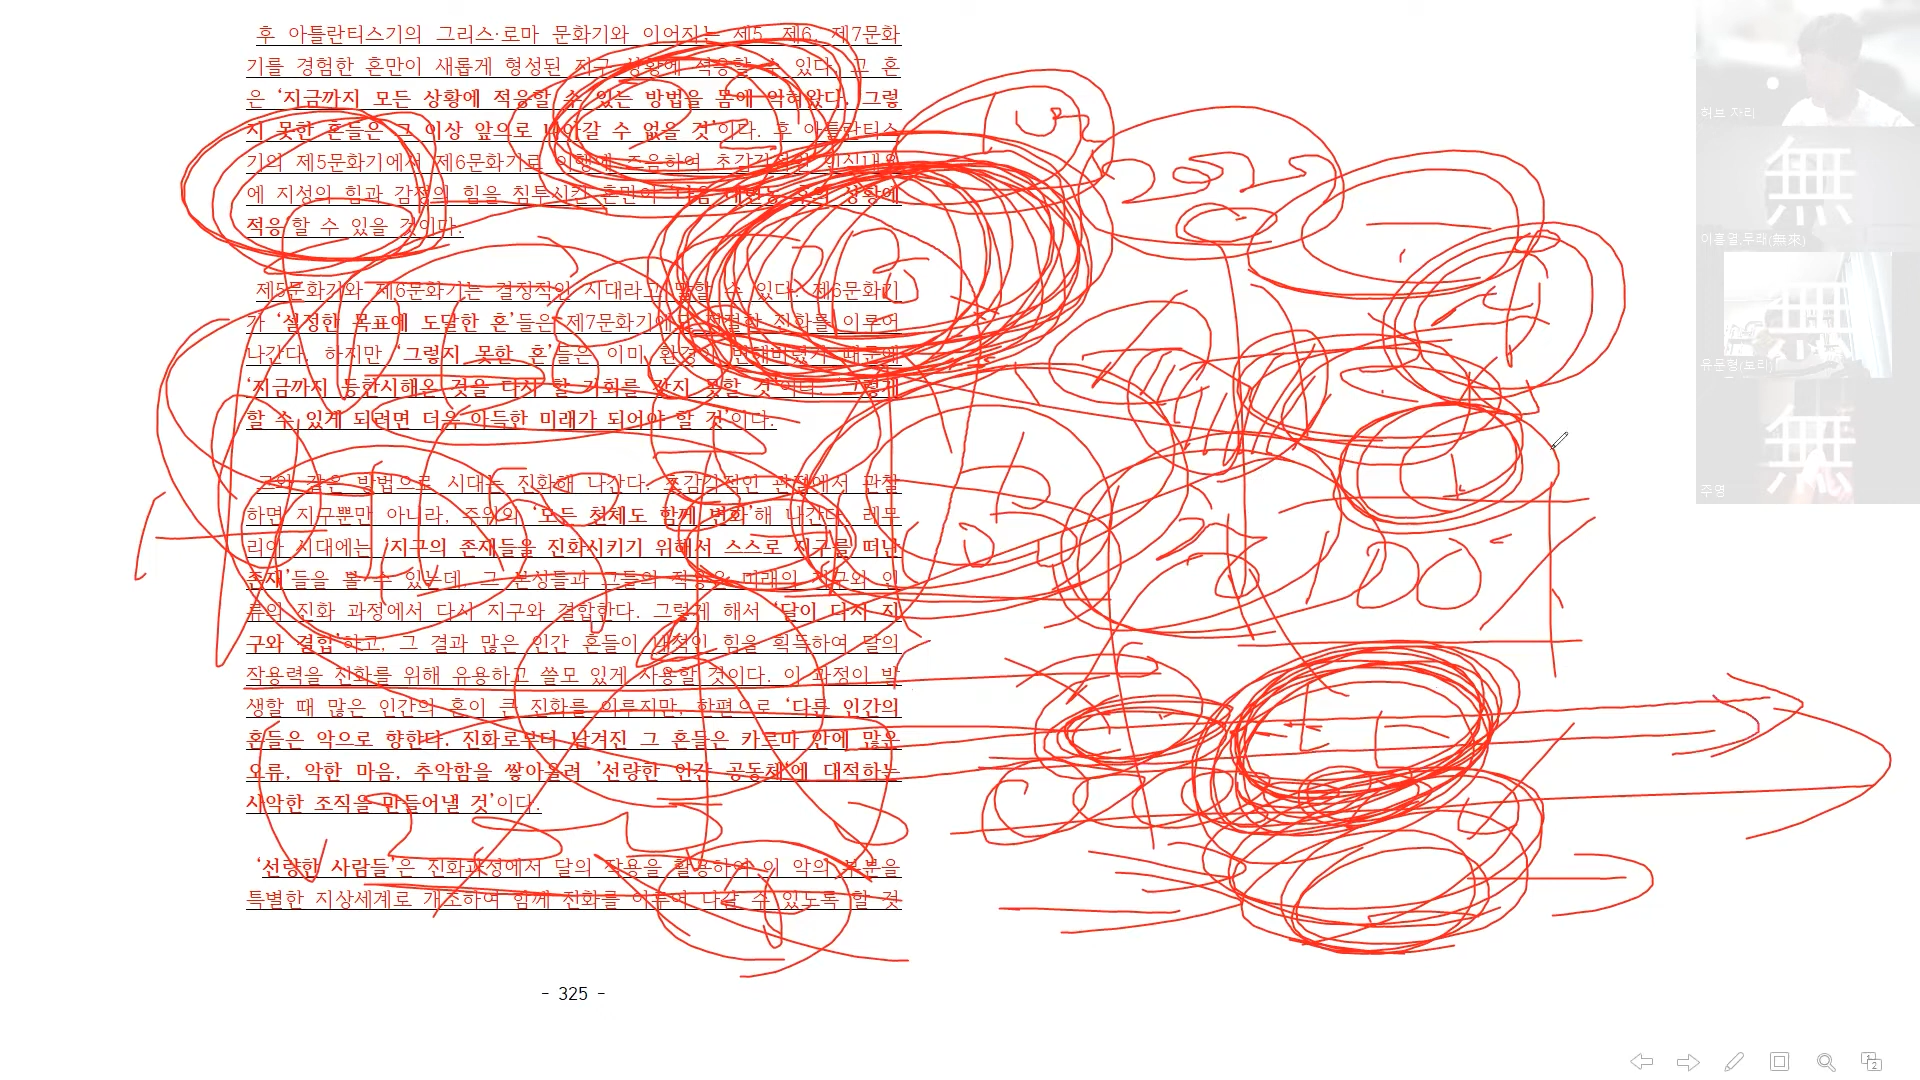 후 아틀란티스기의 그리스·로마 문화기와 이어지는 제5, 제6, 제7문화
기를 경험한 혼만이 새롭게 형성된 지구 상황에 적응할 수 있다. 그 혼
은 ‘지금까지 모든 상황에 적응할 수 있는 방법을 몸에 익혀왔다. 그렇
지 못한 혼들은 그 이상 앞으로 나아갈 수 없을 것’이다. 후 아틀란티스
기의 제5문화기에서 제6문화기로 이행에 즈음하여 초감각적인
에 지성의 힘과 감정의 힘을 침투시킨 혼만이 ‘다음 상황에
적응’할 수 있을 것이다.
제5문화기와 제6문화기는 결정적인 시대라고 말할 수 있다. 제6문화기
가 ‘설정한 목표에 도달한 혼’들은 제7문화기에 진화를 이루어
나간다. 하지만 ‘그렇지 못한 혼’들은 이미 환경이 변해버렸기 때문에
‘지금까지 등한시해온 것을 다시 할 기회를 갖지 못할 것’이다. ‘그렇게
할 수 있게 되려면 더욱 아득한 미래가 되어야 할 것’이다.
그와 같은 방법으로 시대는 진화해 나간다. 초감각적인 관점에서 관찰
하면 지구뿐만 아니라, 주위의 ‘모든 천체도 함께 변화’해 나간다. 레무
리아 시대에는 ‘지구의 존재들을 진화시키기 위해서 스스로 지구를 떠난
존재’들을 볼 수 있는데, 그 본성들과 그들의 작용은 미래의 지구와 인
류의 진화 과정에서 다시 지구와 결합한다. 그렇게 해서 ‘달이 다시 지
구와 결합’하고, 그 결과 많은 인간 혼들이 내적인 힘을 획득하여 달의
작용력을 진화를 위해 유용하고 쓸모 있게 사용할 것이다. 이 과정이 발
생할 때 많은 인간의 혼이 큰 진화를 이루지만, 한편으로 ‘다른 인간의
혼들은 악으로 향한다. 진화로부터 남겨진 그 혼들은 카르마 안에 많은
오류, 악한 마음, 추악함을 쌓아올려 ’선량한 인간 공동체‘에 대적하는
사악한 조직을 만들어낼 것’이다.
‘선량한 사람들’은 진화과정에서 달의 작용을 활용하여 이 악의 부분을
특별한 지상세계로 개조하여 함께 진화를 이루어 나갈 수 있도록 할 것
- 325 -
허브 자리
無
이흥열,무래(無來)
無
유문형(보리)
無
주영